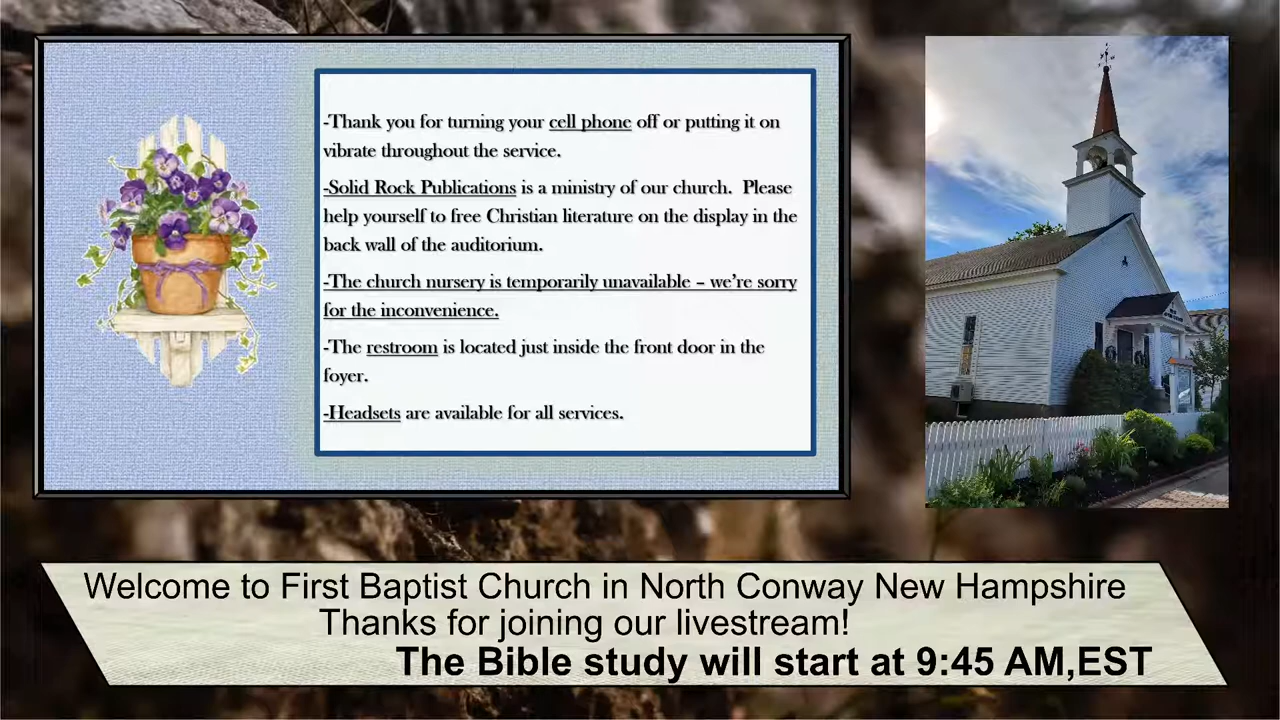 -Thank you for turning your cell phone off or putting it on
vibrate throughout the service.
-Solid Rock Publications is a ministry of our church.  Please
help yourself to free Christian literature on the display in the
back wall of the auditorium.
-The church nursery is temporarily unavailable – we’re sorry
for the inconvenience.
-The restroom is located just inside the front door in the
foyer.
-Headsets are available for all services.
Welcome to First Baptist Church in North Conway New Hampshire
Thanks for joining our livestream!
The Bible study will start at 9:45 AM,EST